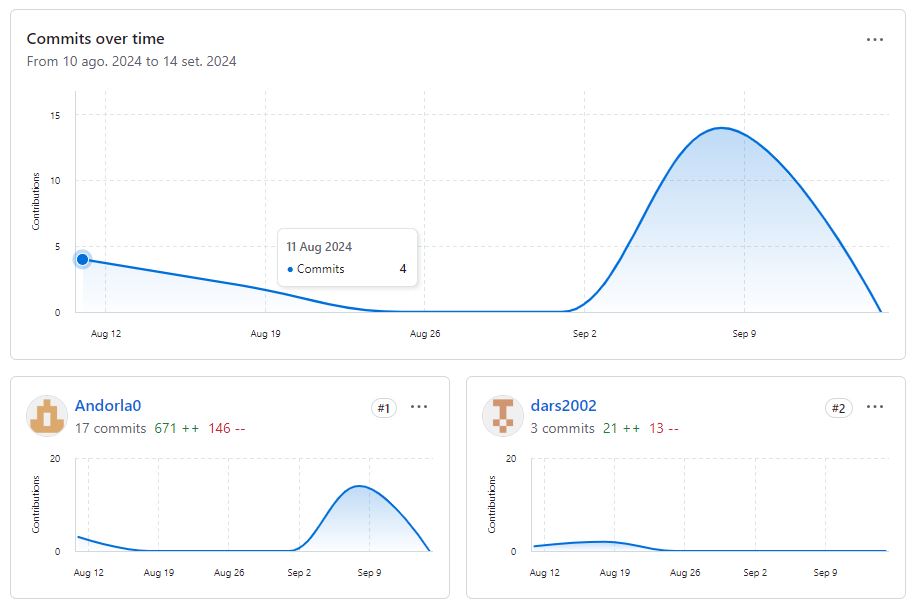 Commits over time
From 10 ago. 2024 to 14 set. 2024
Contributions
15
10
5
0
11 Aug 2024
Commits 4
Aug 12 Aug 19 Aug 26 Sep 2 Sep 9
Andorla0 #1
17 commits 671 ++ 146 --
Contributions
20
0
Aug 12 Aug 19 Aug 26 Sep 2 Sep 9
dars2002 #2
3 commits 21 ++ 13 --
Contributions
20
0
Aug 12 Aug 19 Aug 26 Sep 2 Sep 9